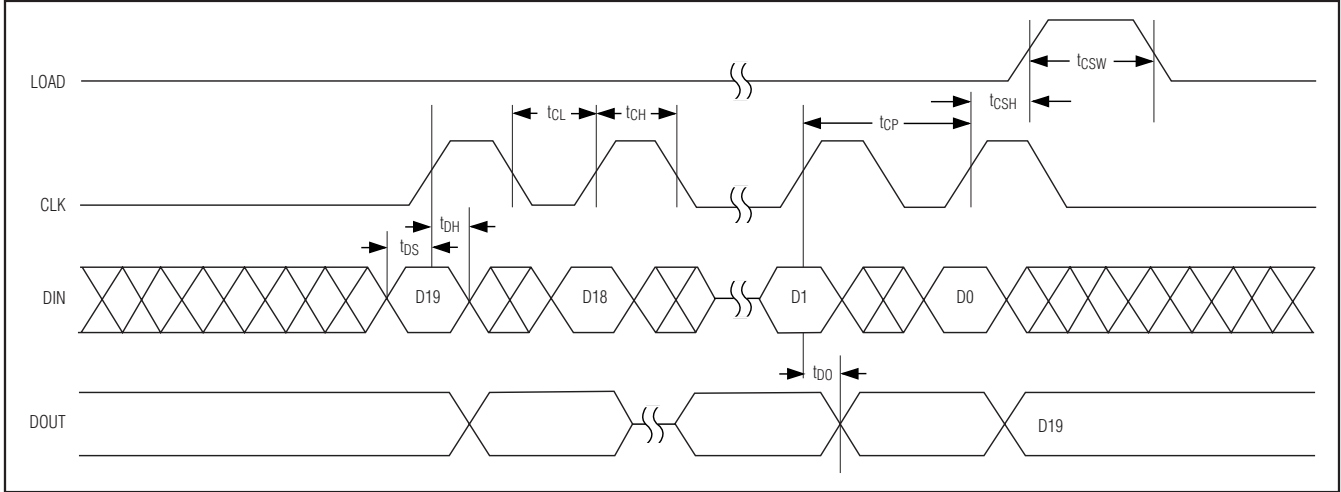 LOAD
tCSW
tCSH
tCL
tCH
tCP
CLK
tDH
tDS
DIN
D19
D18
D1
D0
tDO
DOUT
D19